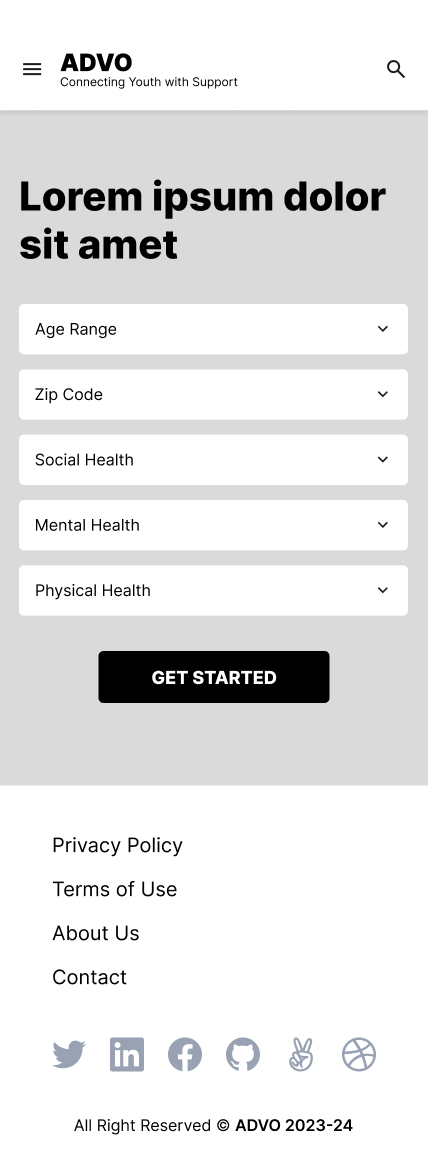 ADVO
Connecting Youth with Support
Lorem ipsum dolor
sit amet
Age Range
Zip Code
Social Health
Mental Health
Physical Health
GET STARTED
Privacy Policy
Terms of Use
About Us
Contact
All Right Reserved © ADVO 2023-24